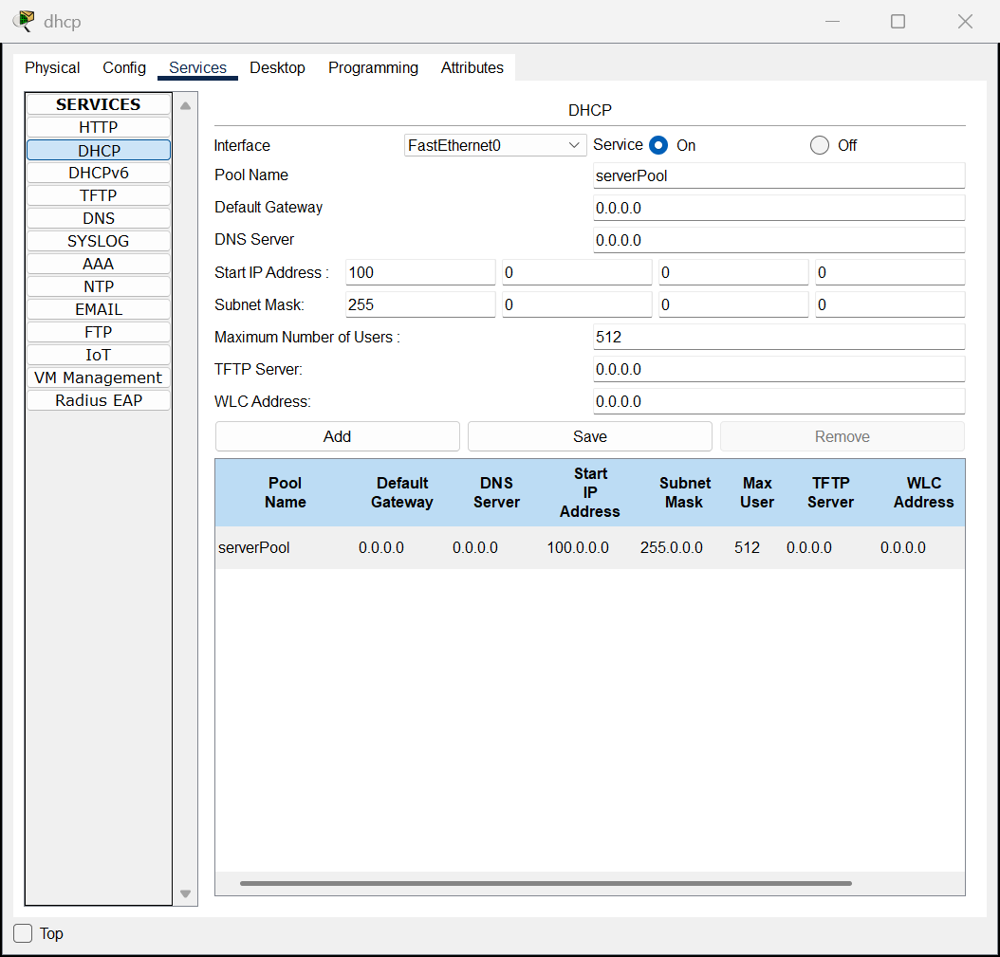 dhcp
Physical Config Services Desktop Programming Attributes
SERVICES
HTTP
DHCP
DHCPv6
TFTP
DNS
SYSLOG
AAA
NTP
EMAIL
FTP
IoT
VM Management
Radius EAP
DHCP
Interface FastEthernet0 Service On Off
Pool Name serverPool
Default Gateway 0.0.0.0
DNS Server 0.0.0.0
Start IP Address : 100 0 0 0
Subnet Mask: 255 0 0 0
Maximum Number of Users : 512
TFTP Server: 0.0.0.0
WLC Address: 0.0.0.0
Add Save Remove
Pool Name Default Gateway DNS Server Start IP Address Subnet Mask Max User TFTP Server WLC Address
serverPool 0.0.0.0 0.0.0.0 100.0.0.0 255.0.0.0 512 0.0.0.0 0.0.0.0
Top